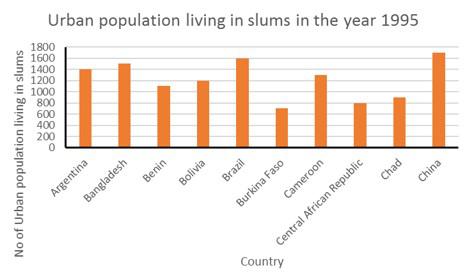 Urban population living in slums in the year 1995
No of Urban population living in slums
1800
1600
1400
1200
1000
800
600
400
200
0
Argentina
Bangladesh
Benin
Bolivia
Brazil
Burkina Faso
Cameroon
Central African Republic
Chad
China
Country